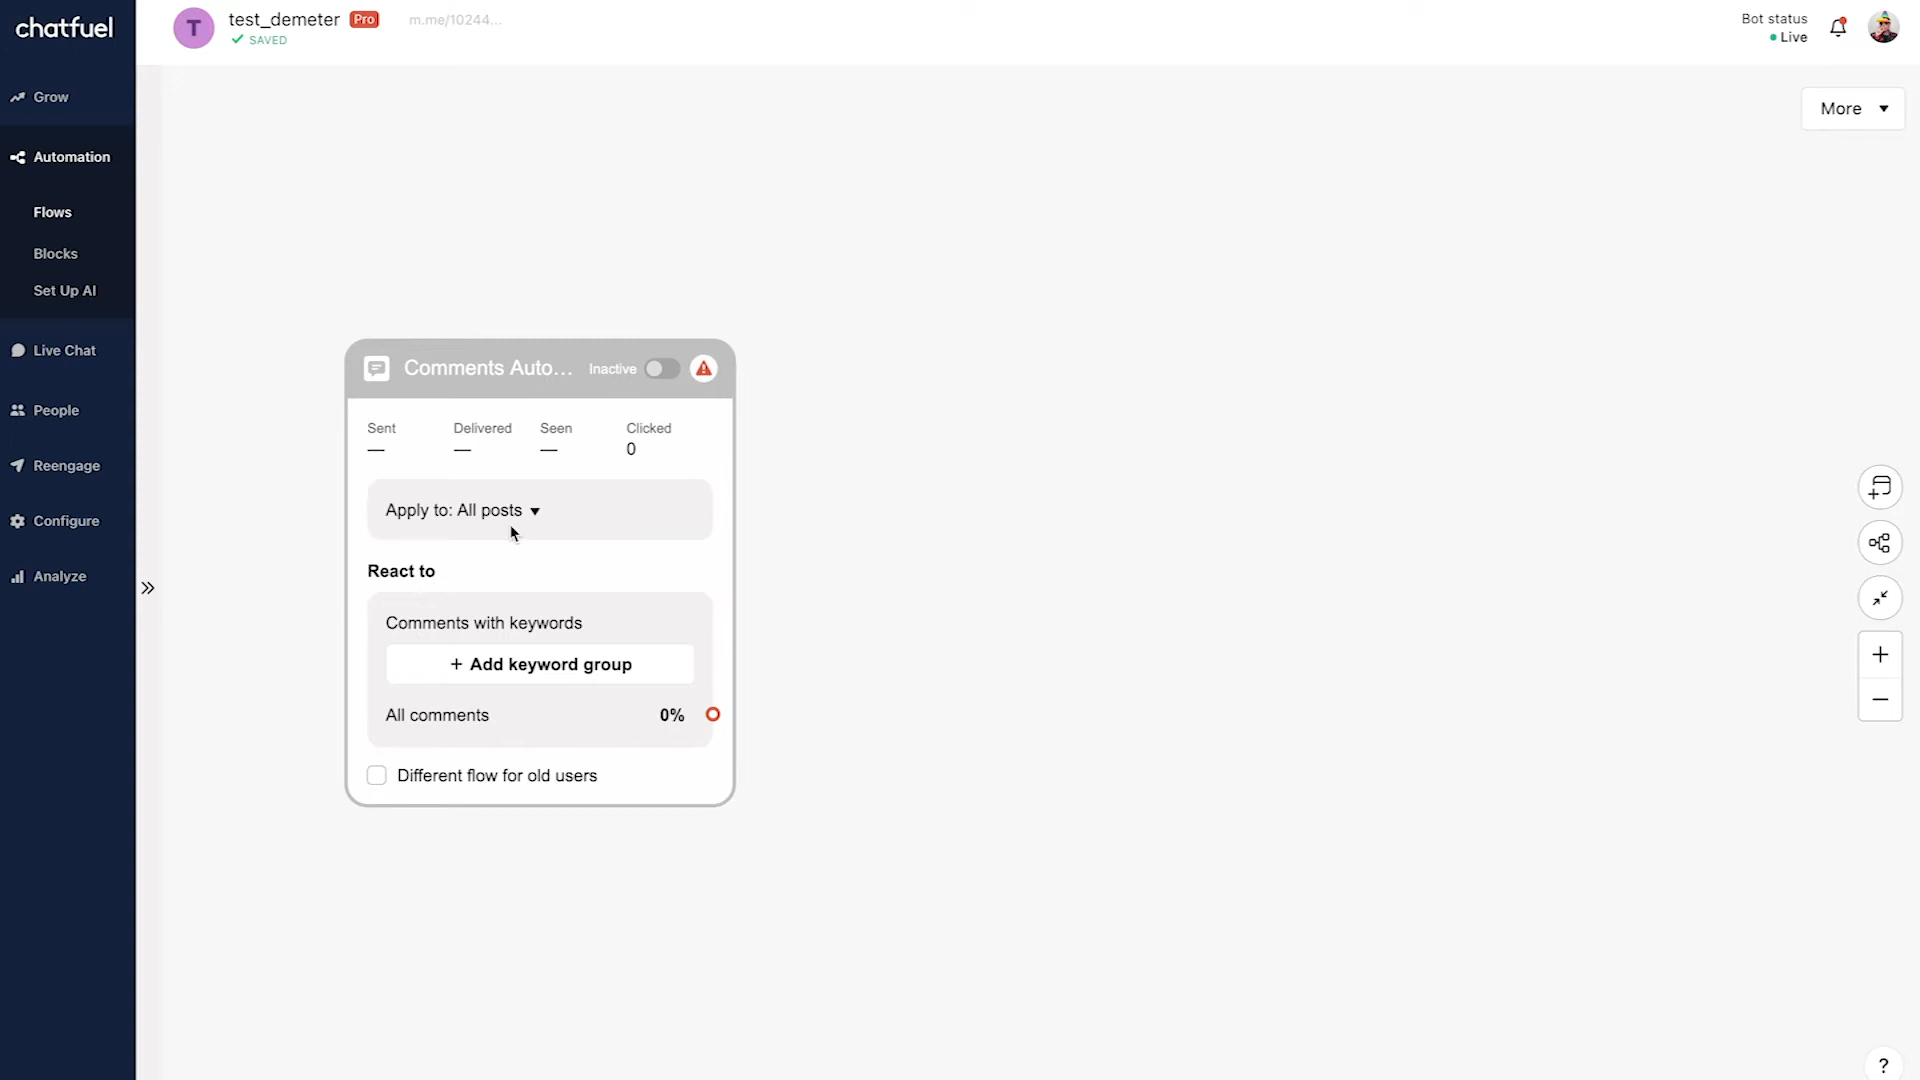 chatfuel
T
test_demeter
Pro
m.me/10244...
SAVED
Bot status
Live
Grow
Automation
Flows
Blocks
Set Up AI
Live Chat
People
Reengage
Configure
Analyze
More
Comments Auto...
Inactive
Sent
Delivered
Seen
Clicked
—
—
—
0
Apply to: All posts
React to
Comments with keywords
+ Add keyword group
All comments
0%
Different flow for old users
+
−
?